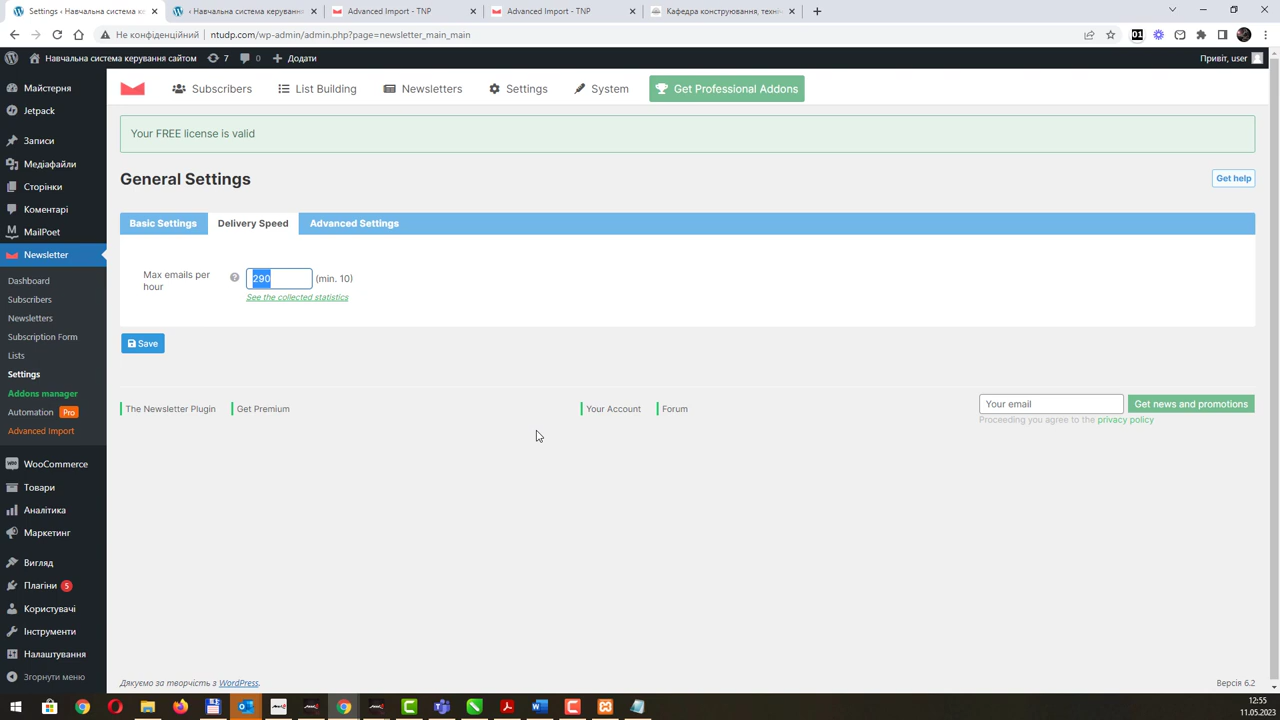 Settings ‹ Навчальна система кер
‹ Навчальна система керування
Advanced Import - TNP
Advanced Import - TNP
Кафедра конструювання, техні
Не конфіденційний
ntudp.com/wp-admin/admin.php?page=newsletter_main_main
Навчальна система керування сайтом
7
0
Додати
Привіт, user
Майстерня
Jetpack
Записи
Медіафайли
Сторінки
Коментарі
MailPoet
Newsletter
Dashboard
Subscribers
Newsletters
Subscription Form
Lists
Settings
Addons manager
Automation Pro
Advanced Import
WooCommerce
Товари
Аналітика
Маркетинг
Вигляд
Плагіни 5
Користувачі
Інструменти
Налаштування
Згорнути меню
Subscribers
List Building
Newsletters
Settings
System
Get Professional Addons
Your FREE license is valid
General Settings
Get help
Basic Settings
Delivery Speed
Advanced Settings
Max emails per
hour
?
290
(min. 10)
See the collected statistics
Save
The Newsletter Plugin
Get Premium
Your Account
Forum
Your email
Get news and promotions
Proceeding you agree to the privacy policy
Дякуємо за творчість з WordPress.
Версія 6.2
12:55
11.05.2023